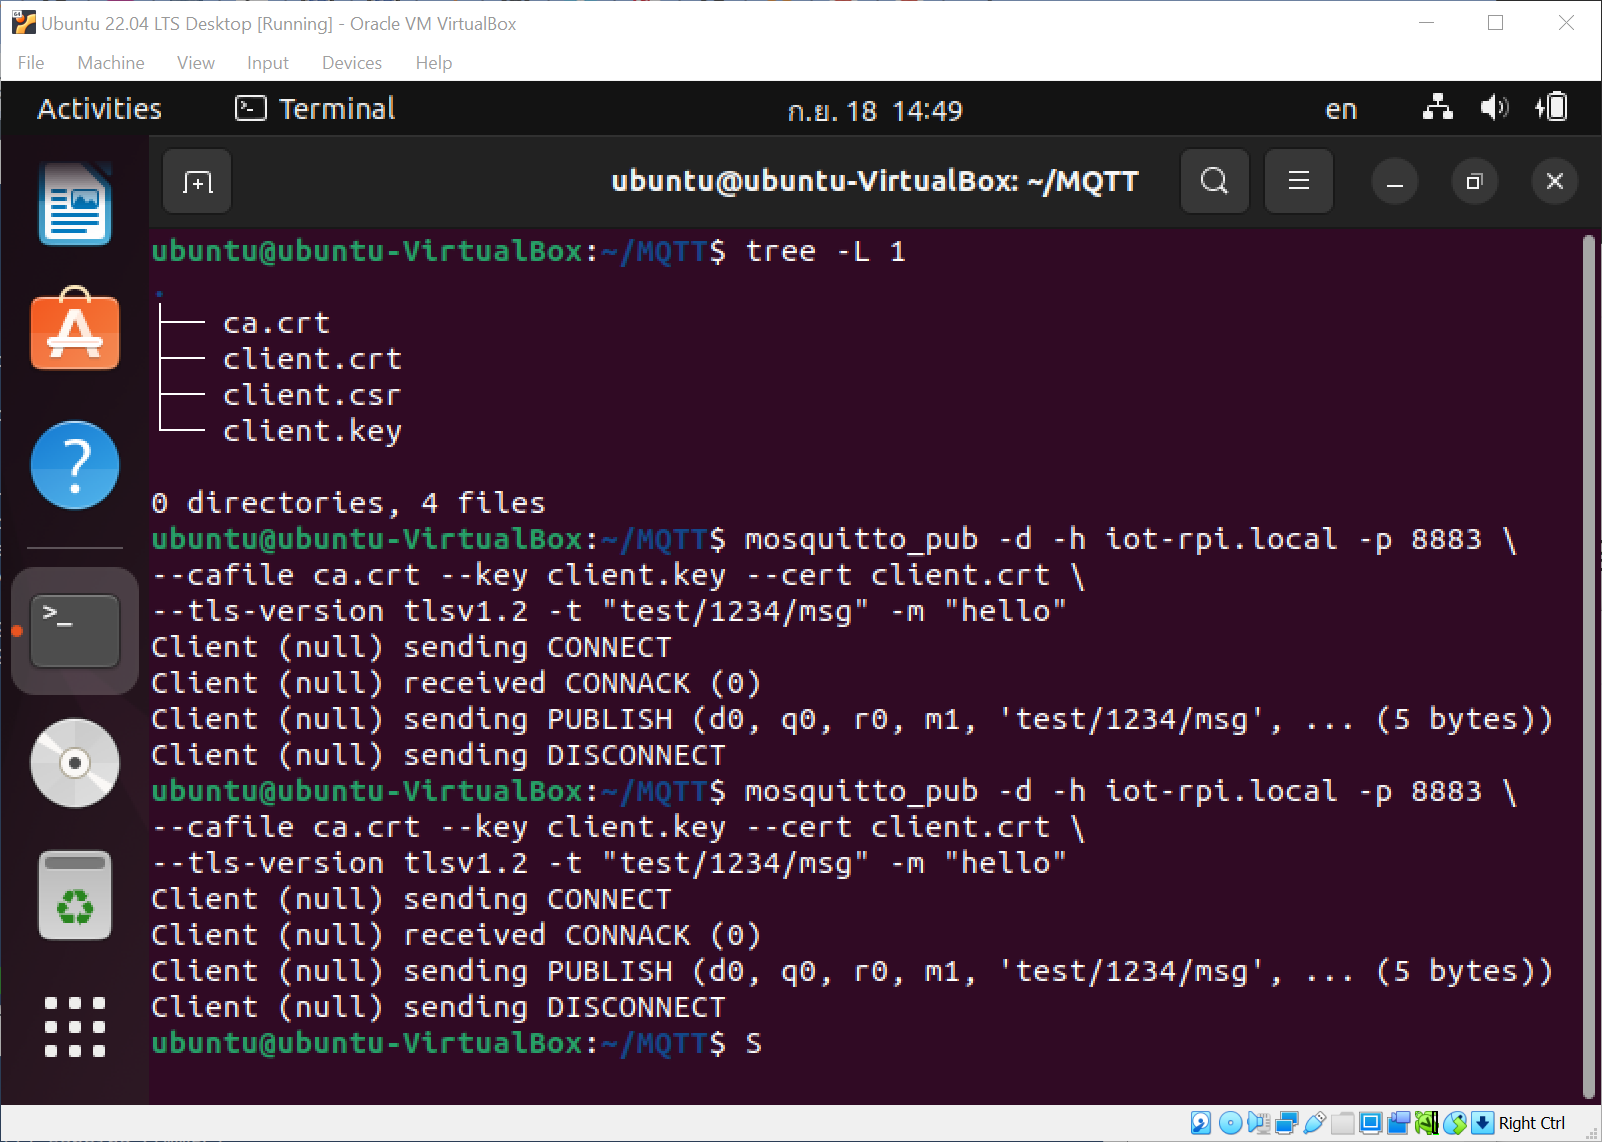 Ubuntu 22.04 LTS Desktop [Running] - Oracle VM VirtualBox
File Machine View Input Devices Help
Activities Terminal ก.ย. 18 14:49 en
ubuntu@ubuntu-VirtualBox: ~/MQTT
ubuntu@ubuntu-VirtualBox:~/MQTT$ tree -L 1
.
├── ca.crt
├── client.crt
├── client.csr
└── client.key
0 directories, 4 files
ubuntu@ubuntu-VirtualBox:~/MQTT$ mosquitto_pub -d -h iot-rpi.local -p 8883 \
--cafile ca.crt --key client.key --cert client.crt \
--tls-version tlsv1.2 -t "test/1234/msg" -m "hello"
Client (null) sending CONNECT
Client (null) received CONNACK (0)
Client (null) sending PUBLISH (d0, q0, r0, m1, 'test/1234/msg', ... (5 bytes))
Client (null) sending DISCONNECT
ubuntu@ubuntu-VirtualBox:~/MQTT$ mosquitto_pub -d -h iot-rpi.local -p 8883 \
--cafile ca.crt --key client.key --cert client.crt \
--tls-version tlsv1.2 -t "test/1234/msg" -m "hello"
Client (null) sending CONNECT
Client (null) received CONNACK (0)
Client (null) sending PUBLISH (d0, q0, r0, m1, 'test/1234/msg', ... (5 bytes))
Client (null) sending DISCONNECT
ubuntu@ubuntu-VirtualBox:~/MQTT$ S
Right Ctrl